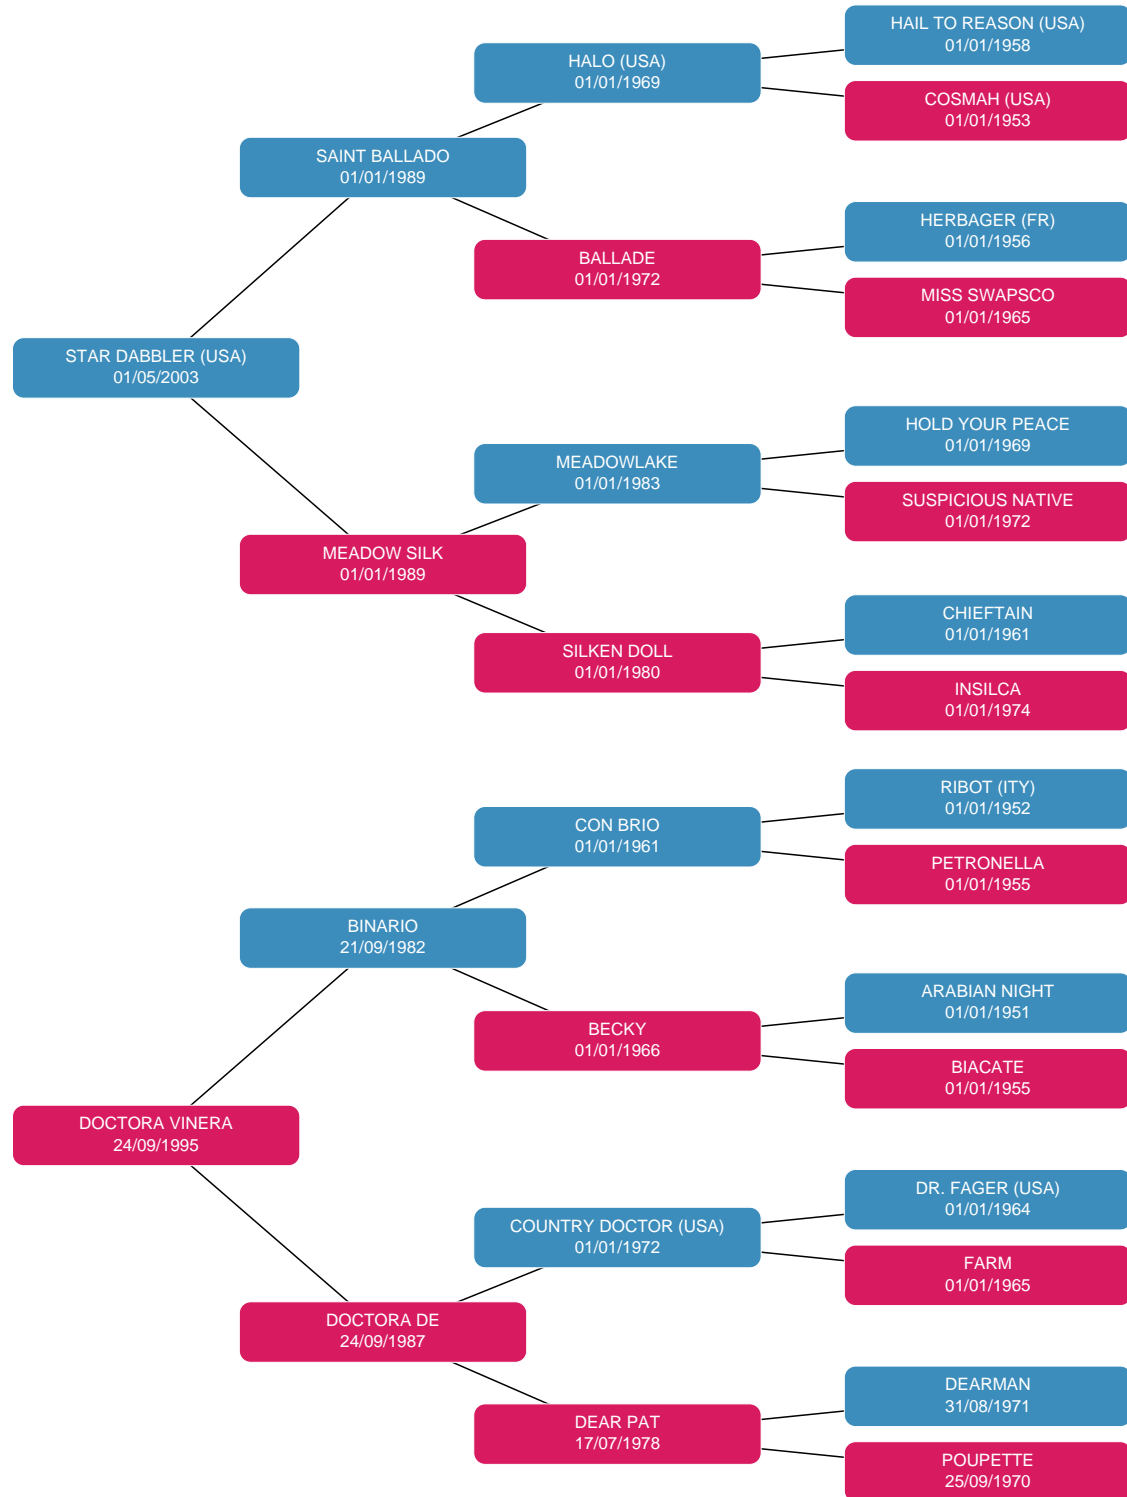 HAIL TO REASON (USA)
01/01/1958
HALO (USA)
01/01/1969
COSMAH (USA)
01/01/1953
SAINT BALLADO
01/01/1989
HERBAGER (FR)
01/01/1956
BALLADE
01/01/1972
MISS SWAPSCO
01/01/1965
STAR DABBLER (USA)
01/05/2003
HOLD YOUR PEACE
01/01/1969
MEADOWLAKE
01/01/1983
SUSPICIOUS NATIVE
01/01/1972
MEADOW SILK
01/01/1989
CHIEFTAIN
01/01/1961
SILKEN DOLL
01/01/1980
INSILCA
01/01/1974
RIBOT (ITY)
01/01/1952
CON BRIO
01/01/1961
PETRONELLA
01/01/1955
BINARIO
21/09/1982
ARABIAN NIGHT
01/01/1951
BECKY
01/01/1966
BIACATE
01/01/1955
DOCTORA VINERA
24/09/1995
DR. FAGER (USA)
01/01/1964
COUNTRY DOCTOR (USA)
01/01/1972
FARM
01/01/1965
DOCTORA DE
24/09/1987
DEARMAN
31/08/1971
DEAR PAT
17/07/1978
POUPETTE
25/09/1970